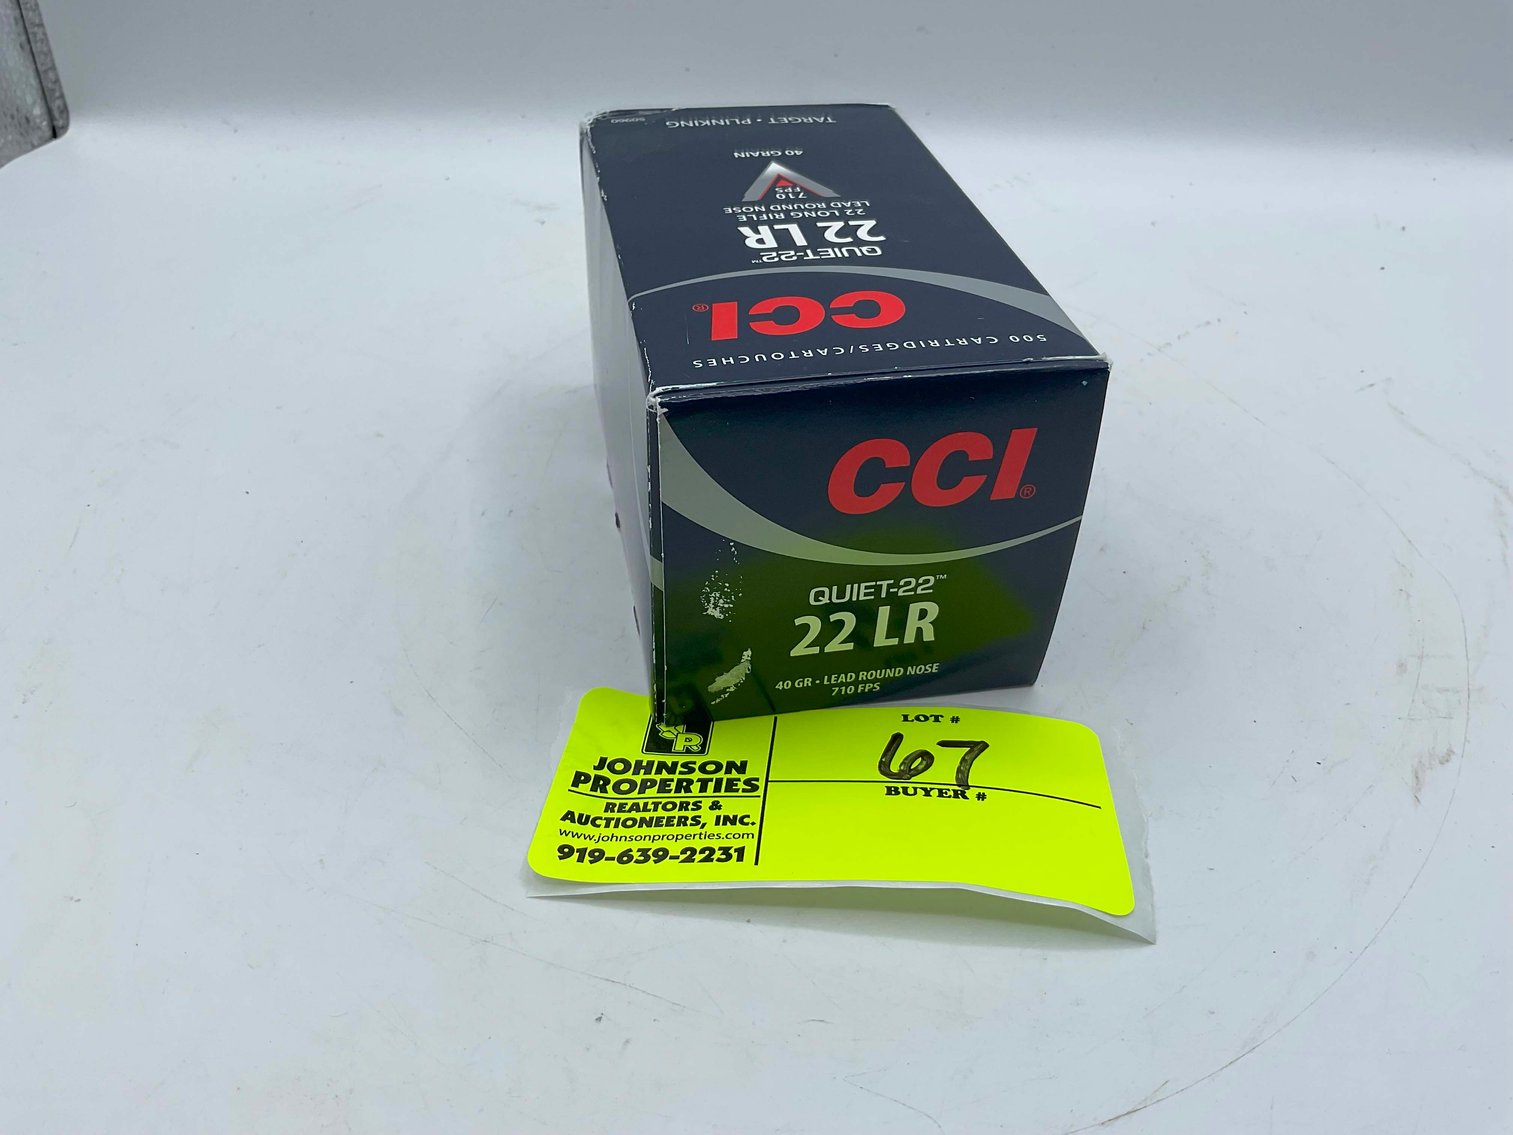 500 CARTRIDGES/CARTOUCHES
CCI®
QUIET-22™
22 LR
22 LONG RIFLE
LEAD ROUND NOSE
710
FPS
40 GRAIN
TARGET • PLINKING
CCI®
QUIET-22™
22 LR
40 GR - LEAD ROUND NOSE
710 FPS
JOHNSON
PROPERTIES
REALTORS &
AUCTIONEERS, INC.
www.johnsonproperties.com
919-639-2231
LOT #
67
BUYER #